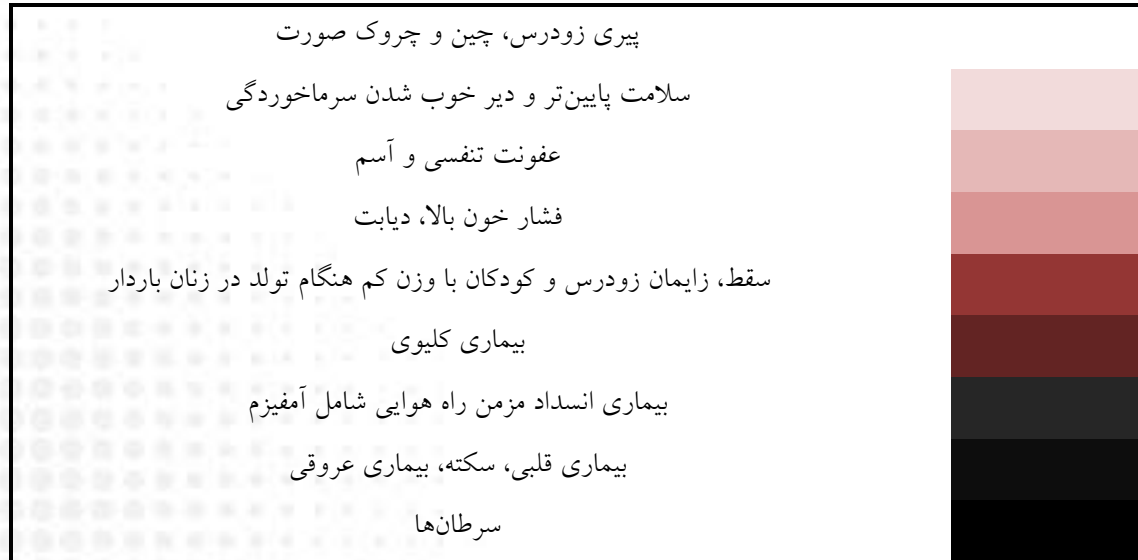 پیری زودرس، چین و چروک صورت
سلامت پایین‌تر و دیر خوب شدن سرماخوردگی
عفونت تنفسی و آسم
فشار خون بالا، دیابت
سقط، زایمان زودرس و کودکان با وزن کم هنگام تولد در زنان باردار
بیماری کلیوی
بیماری انسداد مزمن راه هوایی شامل آمفیزم
بیماری قلبی، سکته، بیماری عروقی
سرطان‌ها